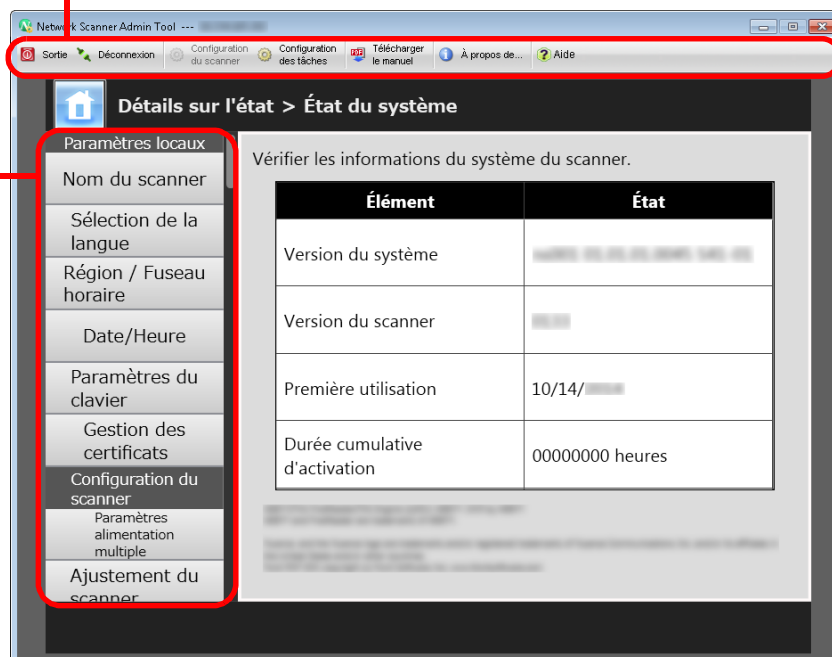 Network Scanner Admin Tool ---
Sortie Déconnexion Configuration du scanner Configuration des tâches Télécharger le manuel À propos de... Aide
Détails sur l'état > État du système
Paramètres locaux
Nom du scanner
Sélection de la
langue
Région / Fuseau
horaire
Date/Heure
Paramètres du
clavier
Gestion des
certificats
Configuration du
scanner
Paramètres
alimentation
multiple
Ajustement du
scanner
Vérifier les informations du système du scanner.
Élément État
Version du système
Version du scanner
Première utilisation 10/14/
Durée cumulative
d'activation 00000000 heures